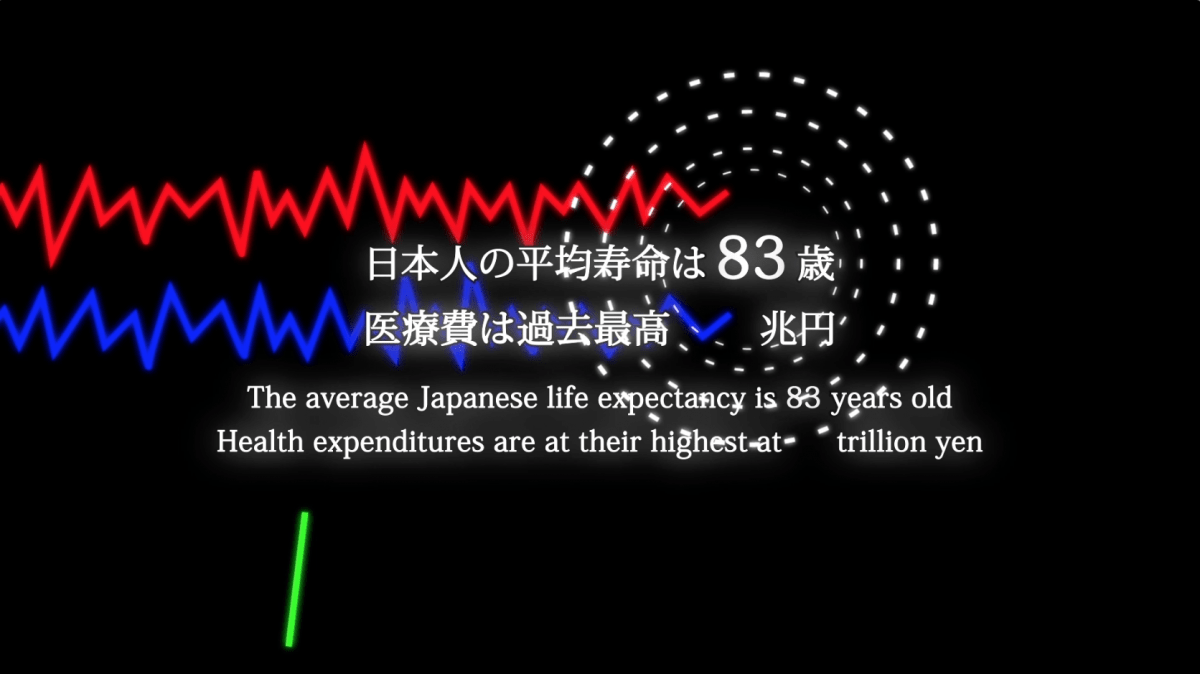 日本人の平均寿命は 83 歳
医療費は過去最高 兆円
The average Japanese life expectancy is 83 years old
Health expenditures are at their highest at trillion yen